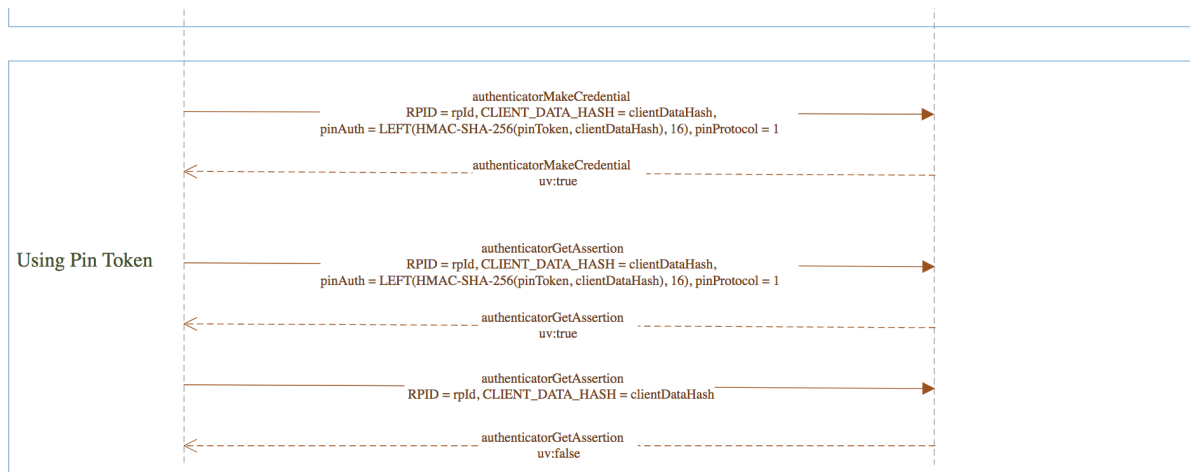 authenticatorMakeCredential
RPID = rpId, CLIENT_DATA_HASH = clientDataHash,
pinAuth = LEFT(HMAC-SHA-256(pinToken, clientDataHash), 16), pinProtocol = 1
authenticatorMakeCredential
uv:true
Using Pin Token
authenticatorGetAssertion
RPID = rpId, CLIENT_DATA_HASH = clientDataHash,
pinAuth = LEFT(HMAC-SHA-256(pinToken, clientDataHash), 16), pinProtocol = 1
authenticatorGetAssertion
uv:true
authenticatorGetAssertion
RPID = rpId, CLIENT_DATA_HASH = clientDataHash
authenticatorGetAssertion
uv:false